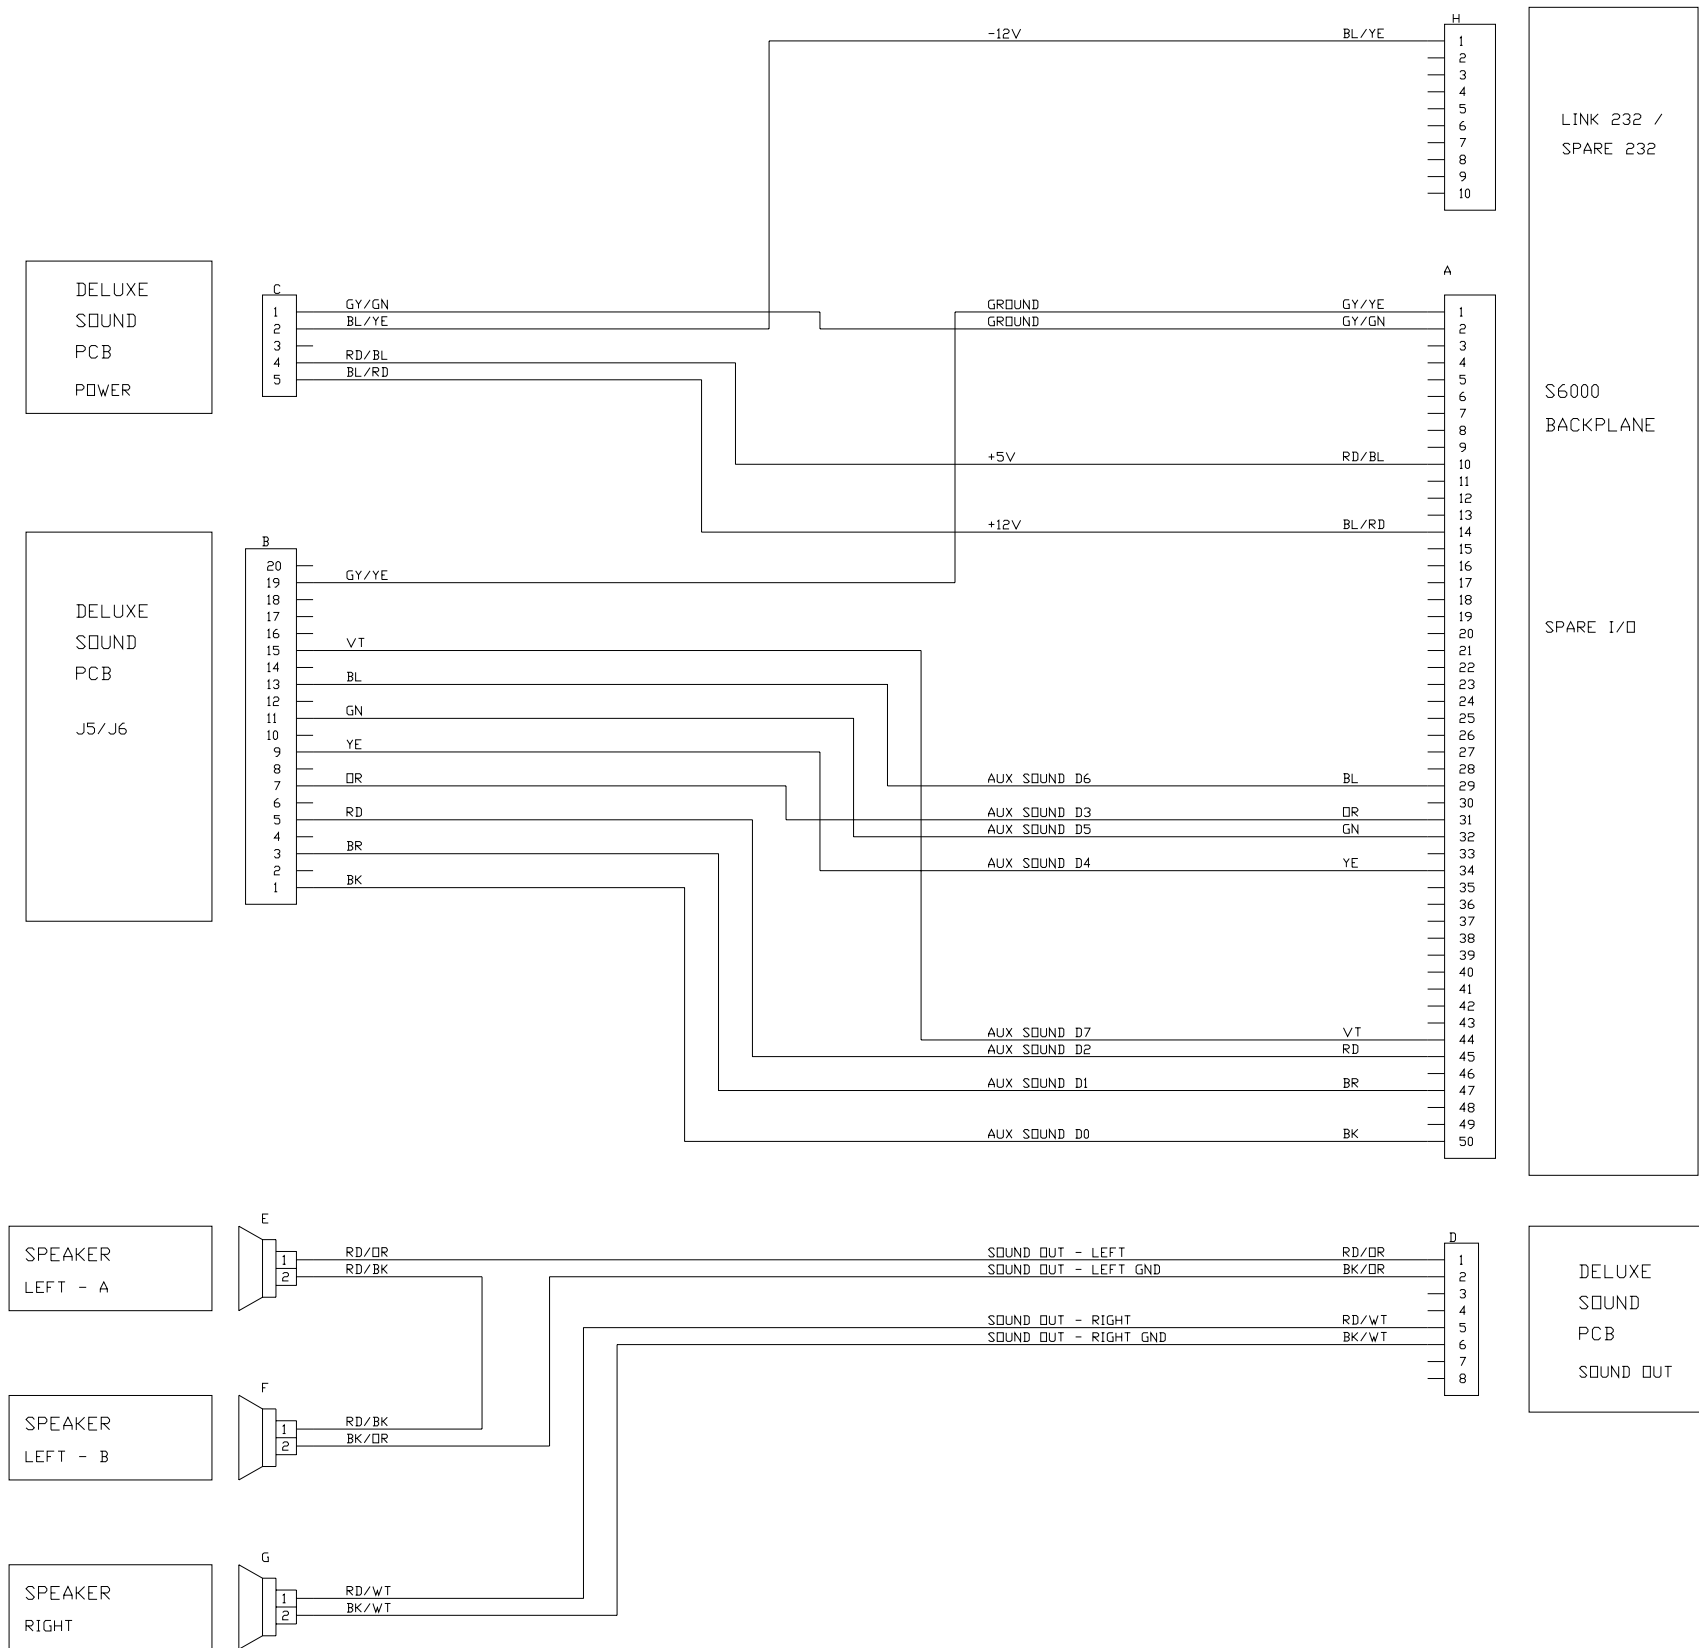 H
-12V BL/YE 1
2
3
4
5
6
7
8
9
10
LINK 232 /
SPARE 232
DELUXE
SOUND
PCB
POWER
C
1 GY/GN
2 BL/YE
3
4 RD/BL
5 BL/RD
A
GROUND GY/YE 1
GROUND GY/GN 2
3
4
5
6
7
8
9
+5V RD/BL 10
11
12
13
+12V BL/RD 14
15
16
17
18
19
20
21
22
23
24
25
26
27
28
AUX SOUND D6 BL 29
30
AUX SOUND D3 OR 31
AUX SOUND D5 GN 32
33
AUX SOUND D4 YE 34
35
36
37
38
39
40
41
42
43
AUX SOUND D7 VT 44
AUX SOUND D2 RD 45
46
AUX SOUND D1 BR 47
48
49
AUX SOUND D0 BK 50
S6000
BACKPLANE
SPARE I/O
DELUXE
SOUND
PCB
J5/J6
B
20
19 GY/YE
18
17
16
15 VT
14
13 BL
12
11 GN
10
9 YE
8
7 OR
6
5 RD
4
3 BR
2
1 BK
SPEAKER
LEFT - A
E
1 RD/OR
2 RD/BK
SPEAKER
LEFT - B
F
1 RD/BK
2 BK/OR
SPEAKER
RIGHT
G
1 RD/WT
2 BK/WT
D
SOUND OUT - LEFT RD/OR 1
SOUND OUT - LEFT GND BK/OR 2
3
4
SOUND OUT - RIGHT RD/WT 5
SOUND OUT - RIGHT GND BK/WT 6
7
8
DELUXE
SOUND
PCB
SOUND OUT